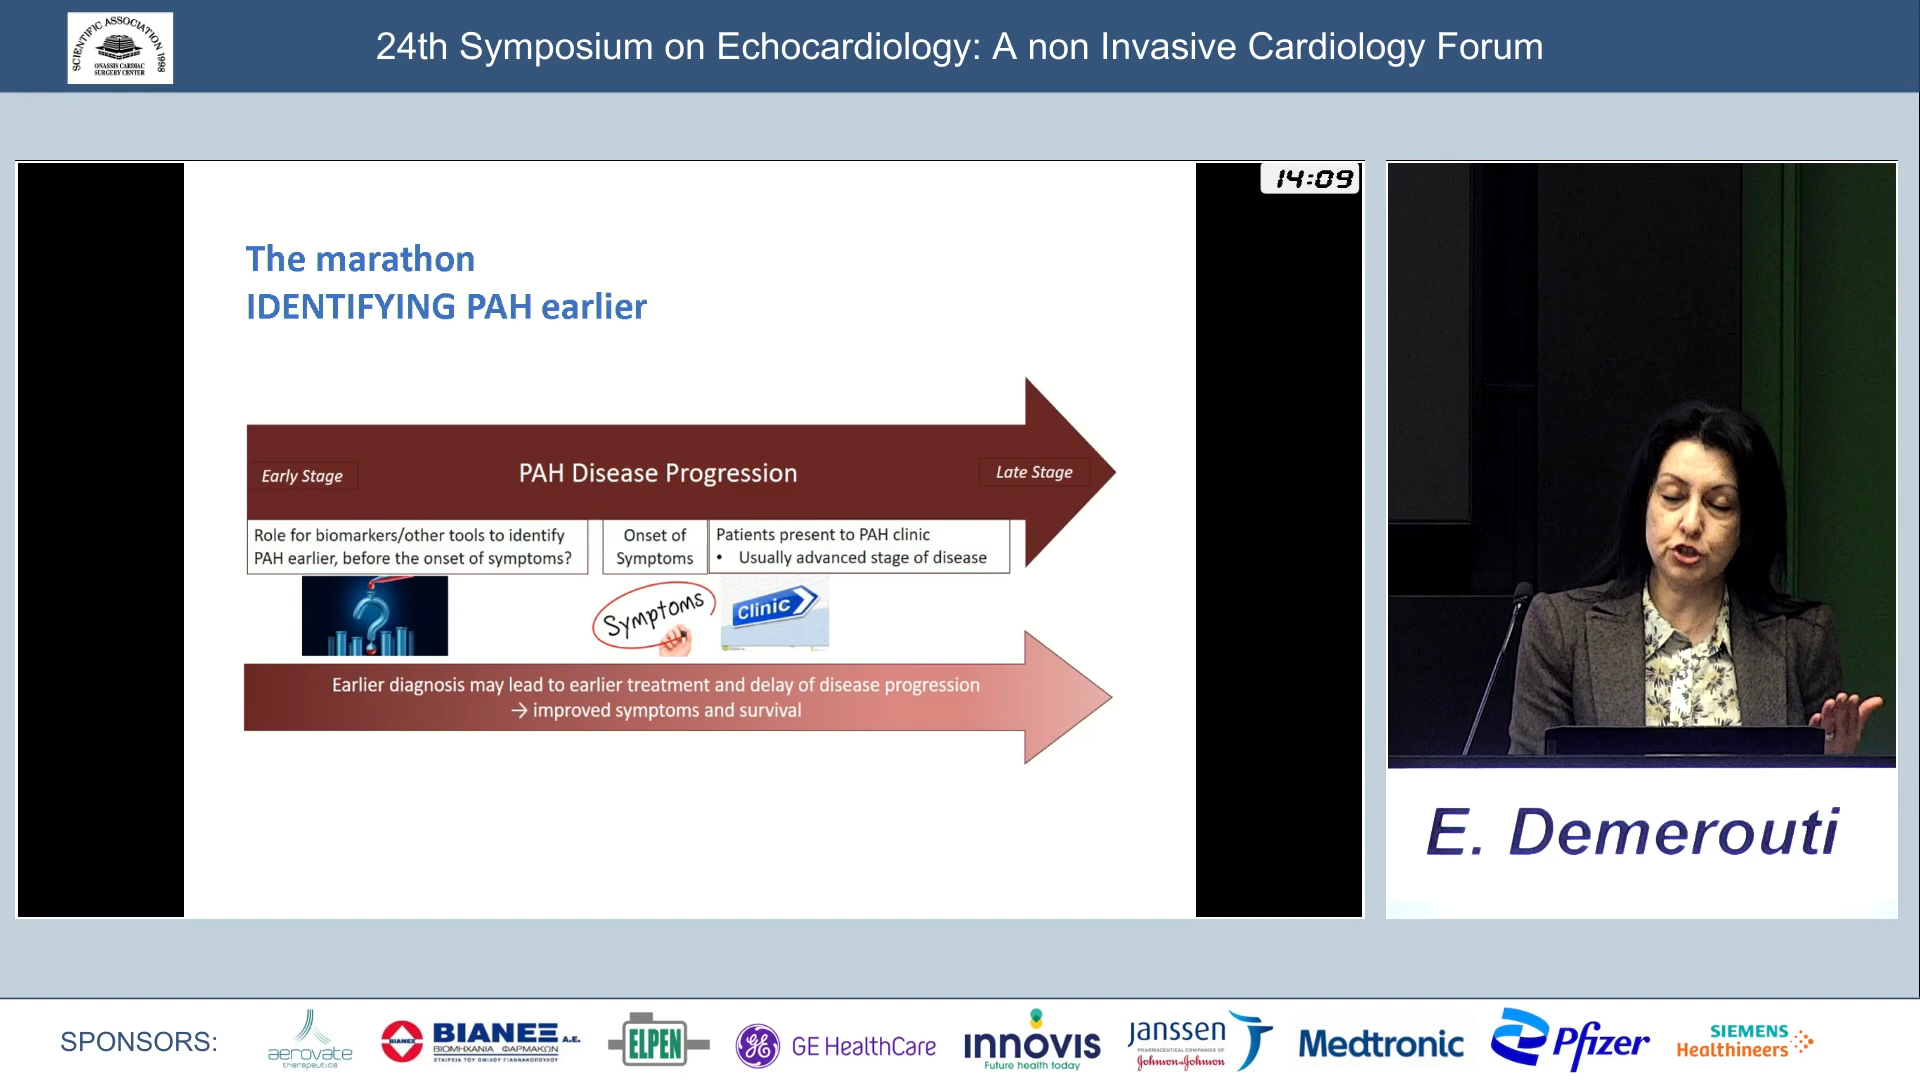 SCIENTIFIC ASSOCIATION 1998
ONASSIS CARDIAC
SURGERY CENTER
24th Symposium on Echocardiology: A non Invasive Cardiology Forum
14:09
The marathon
IDENTIFYING PAH earlier
Early Stage
PAH Disease Progression
Late Stage
Role for biomarkers/other tools to identify
PAH earlier, before the onset of symptoms?
Onset of
Symptoms
Patients present to PAH clinic
• Usually advanced stage of disease
Symptoms
Clinic
Earlier diagnosis may lead to earlier treatment and delay of disease progression
→ improved symptoms and survival
E. Demerouti
SPONSORS:
aerovate
therapeutics
BIANEX
ΒΙΑΝΕΞ Α.Ε.
ΒΙΟΜΗΧΑΝΙΑ ΦΑΡΜΑΚΩΝ
ΕΤΑΙΡΕΙΑ ΤΟΥ ΟΜΙΛΟΥ ΓΙΑΝΝΑΚΟΠΟΥΛΟΥ
ELPEN
GE HealthCare
innovis
Future health today
Janssen
PHARMACEUTICAL COMPANIES OF
Johnson & Johnson
Medtronic
Pfizer
SIEMENS
Healthineers